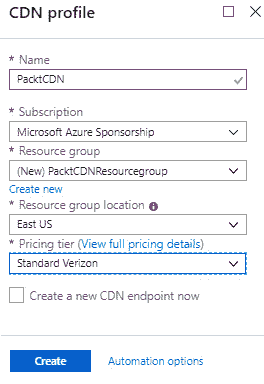 CDN profile
* Name
PacktCDN
* Subscription
Microsoft Azure Sponsorship
* Resource group
(New) PacktCDNResourcegroup
Create new
* Resource group location
East US
* Pricing tier (View full pricing details)
Standard Verizon
Create a new CDN endpoint now
Create Automation options